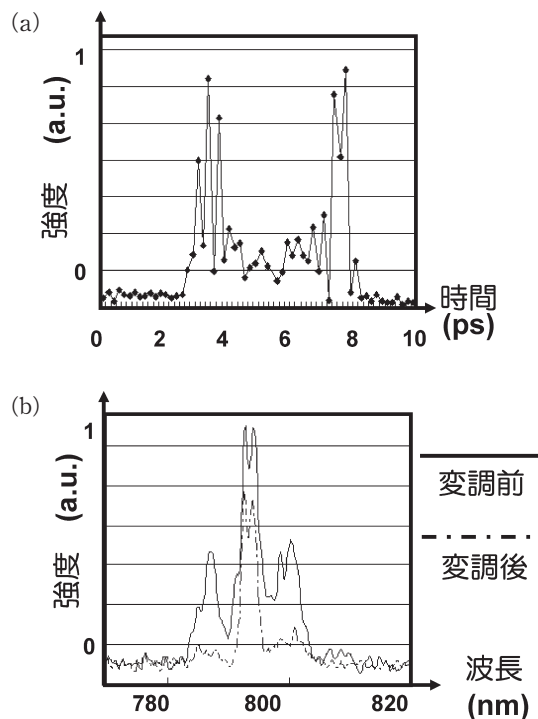 (a)
1
0
強度 (a.u.)
0 2 4 6 8 10
時間
(ps)
(b)
1
0
強度 (a.u.)
780 800 820
波長
(nm)
変調前
変調後